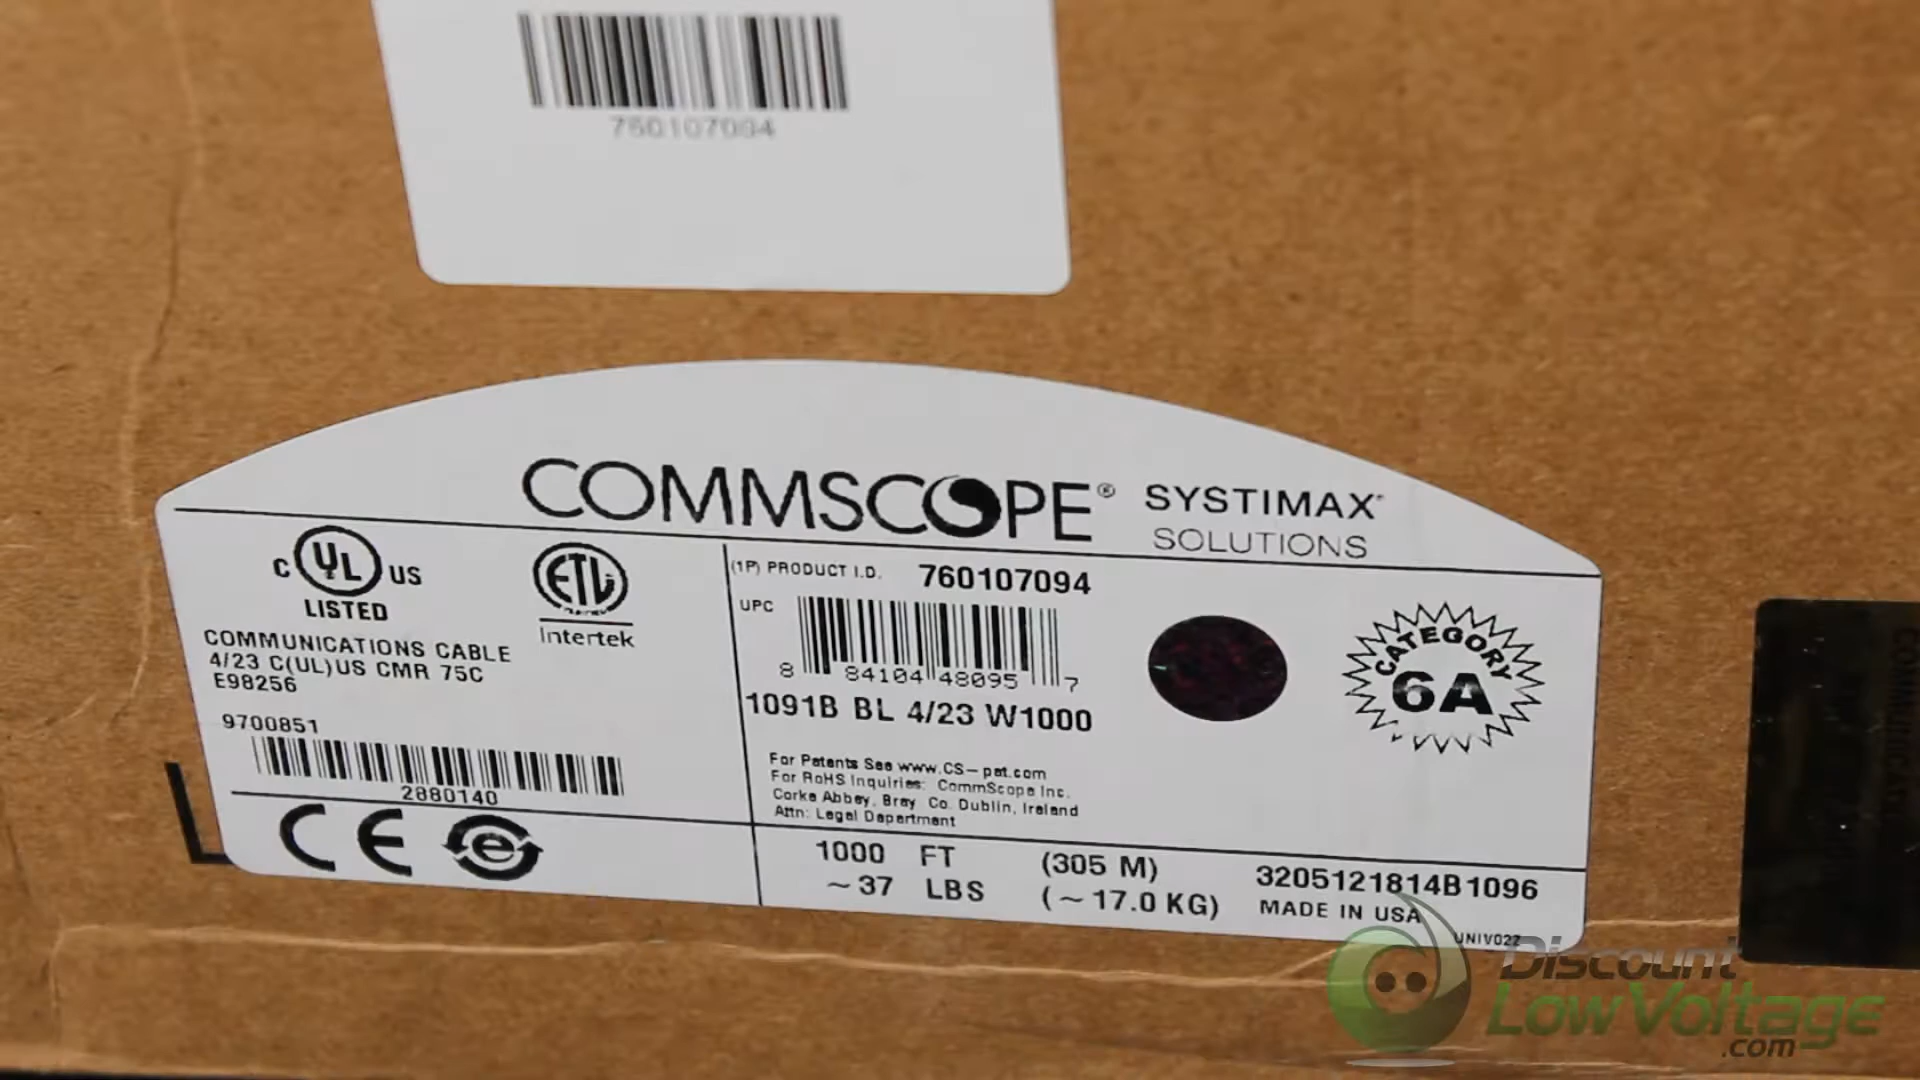 760107094
COMMSCOPE® SYSTIMAX®
SOLUTIONS
C UL US
LISTED
ETL
Intertek
COMMUNICATIONS CABLE
4/23 C(UL)US CMR 75C
E98256
9700851
2880140
CE e
(1P) PRODUCT I.D. 760107094
UPC
8 84104 48095 7
1091B BL 4/23 W1000
CATEGORY
6A
For Patents See www.CS-pat.com
For RoHS Inquiries: CommScope Inc.
Corke Abbey, Bray Co. Dublin, Ireland
Attn: Legal Department
1000 FT (305 M)
~37 LBS (~17.0 KG)
3205121814B1096
MADE IN USA
UNIV022
Discount
LowVoltage
.com